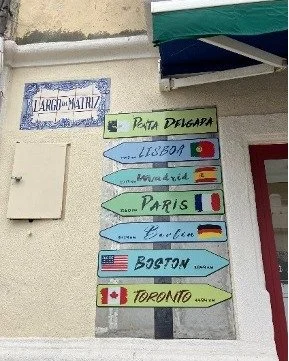 LARGO DA MATRIZ
PONTA DELGADA
LISBOA
Madrid
PARIS
Berlin
BOSTON
TORONTO